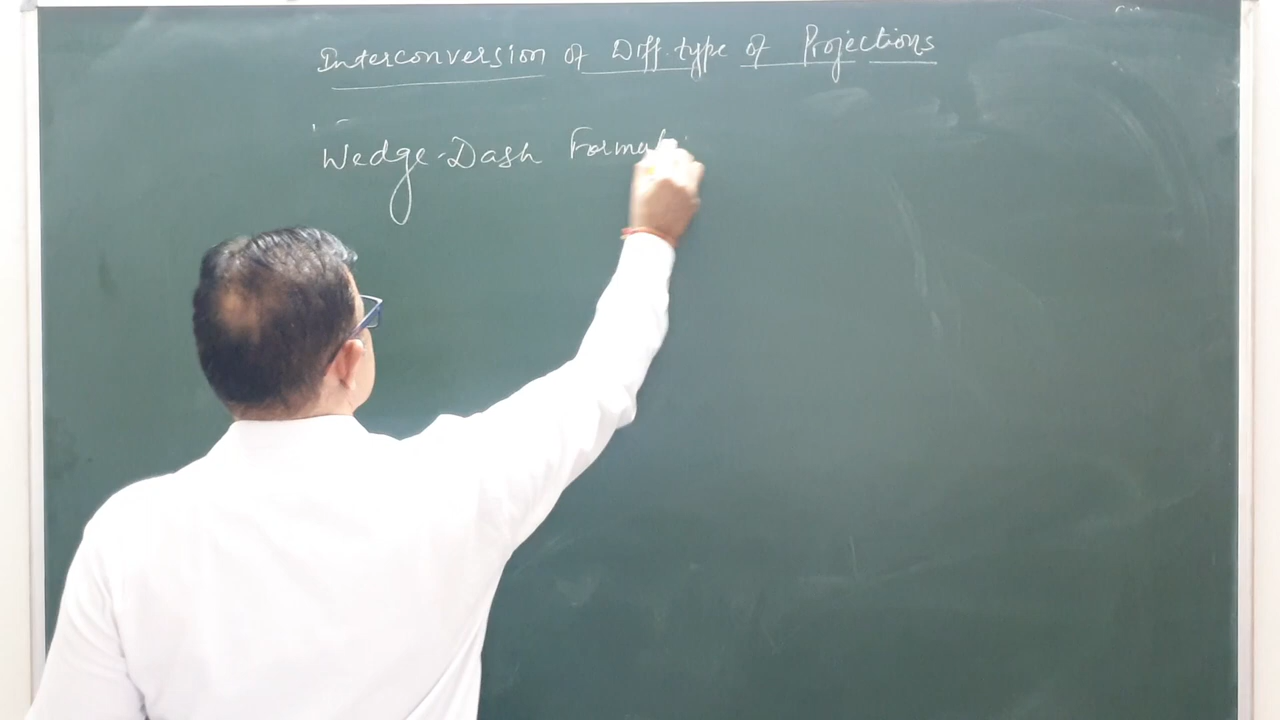 Interconversion of Diff. type of Projections
Wedge-Dash